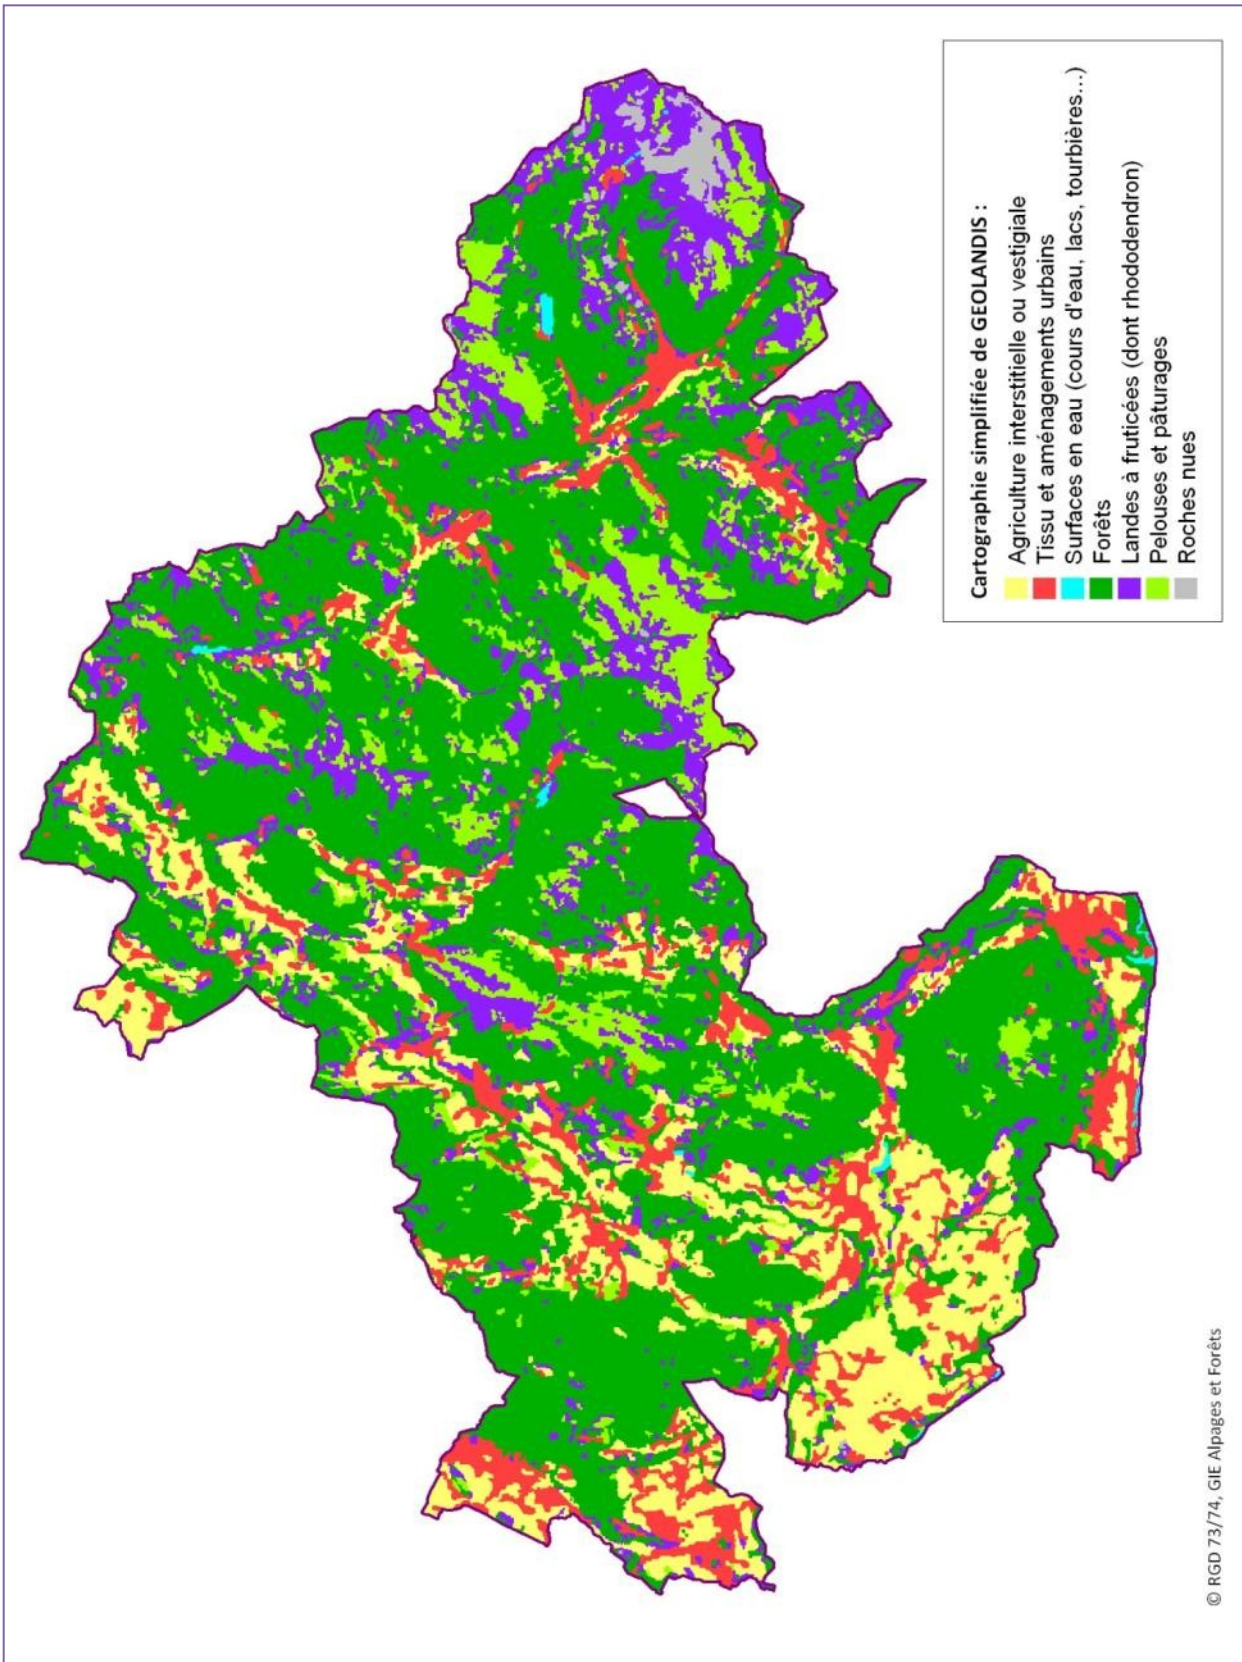 Cartographie simplifiée de GEOLANDIS :
Agriculture interstitielle ou vestigiale
Tissu et aménagements urbains
Surfaces en eau (cours d'eau, lacs, tourbières...)
Forêts
Landes à fruticées (dont rhododendron)
Pelouses et pâturages
Roches nues
© RGD 73/74, GIE Alpages et Forêts